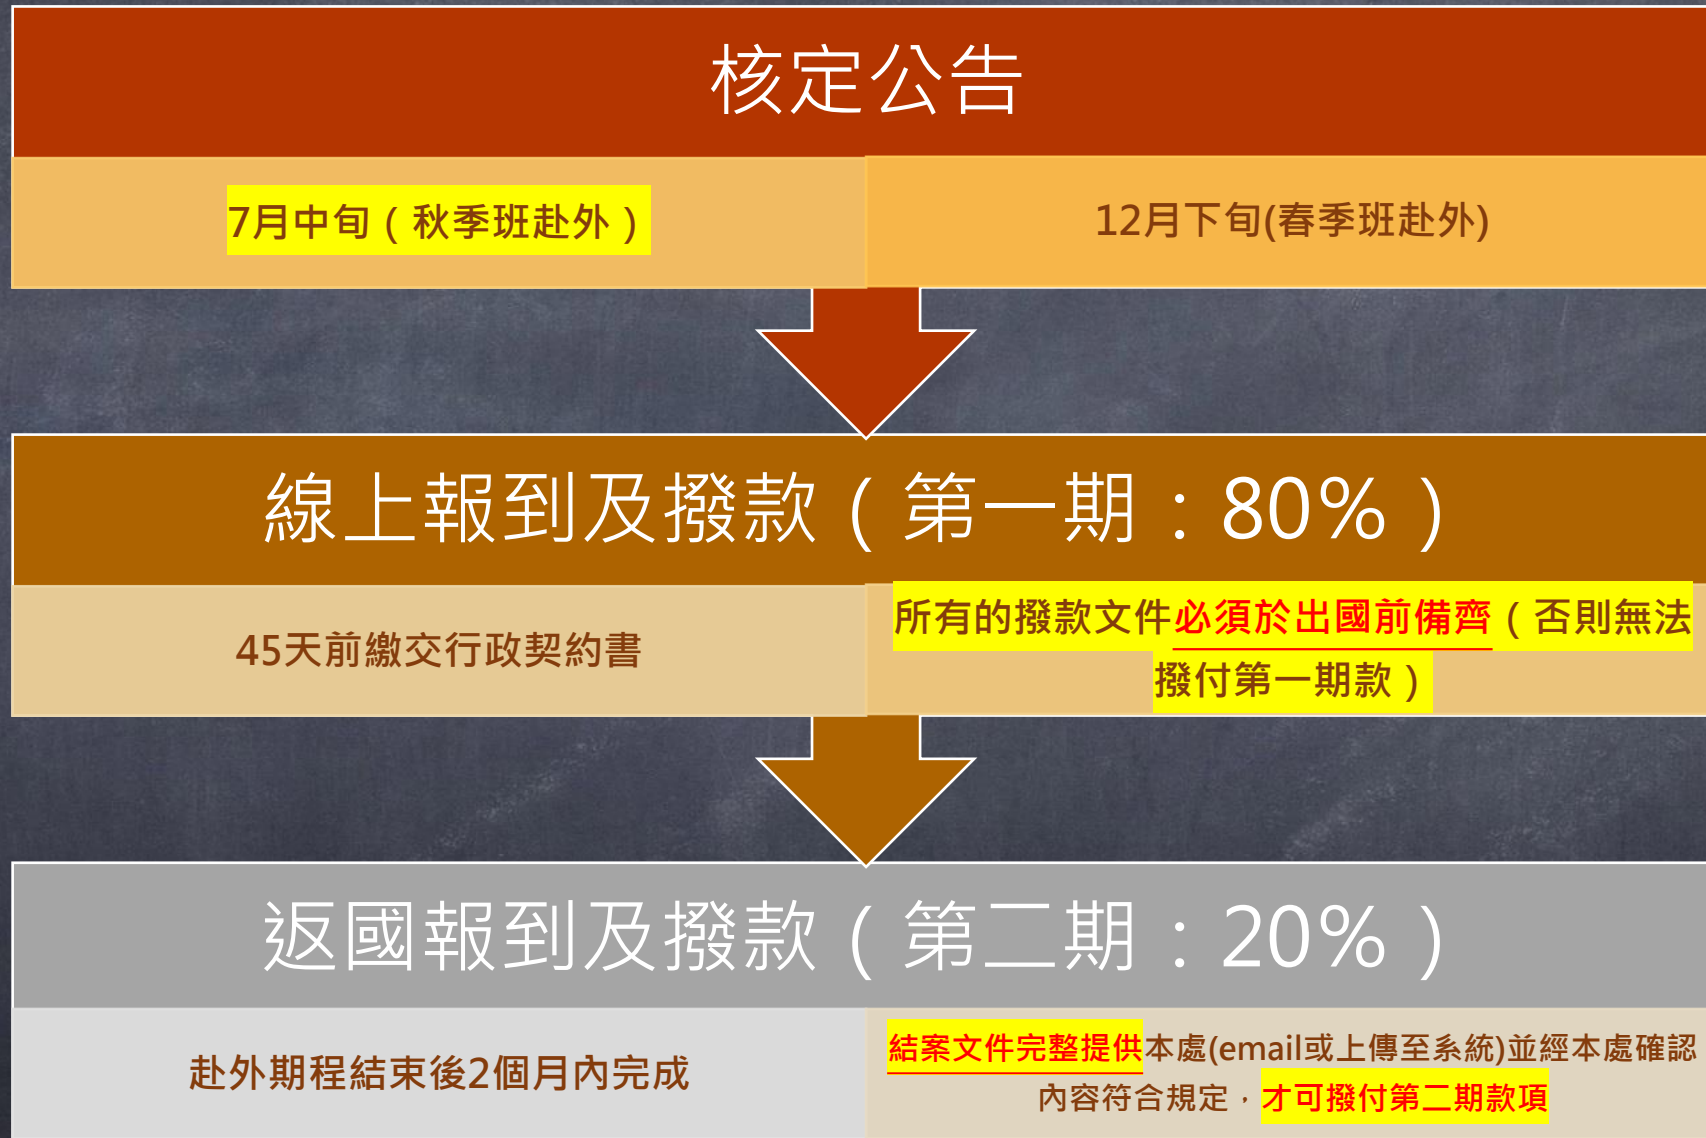 核定公告
7月中旬（秋季班赴外）
12月下旬(春季班赴外)
線上報到及撥款（第一期：80%）
45天前繳交行政契約書
所有的撥款文件必須於出國前備齊（否則無法
撥付第一期款）
返國報到及撥款（第二期：20%）
赴外期程結束後2個月內完成
結案文件完整提供本處(email或上傳至系統)並經本處確認
內容符合規定，才可撥付第二期款項